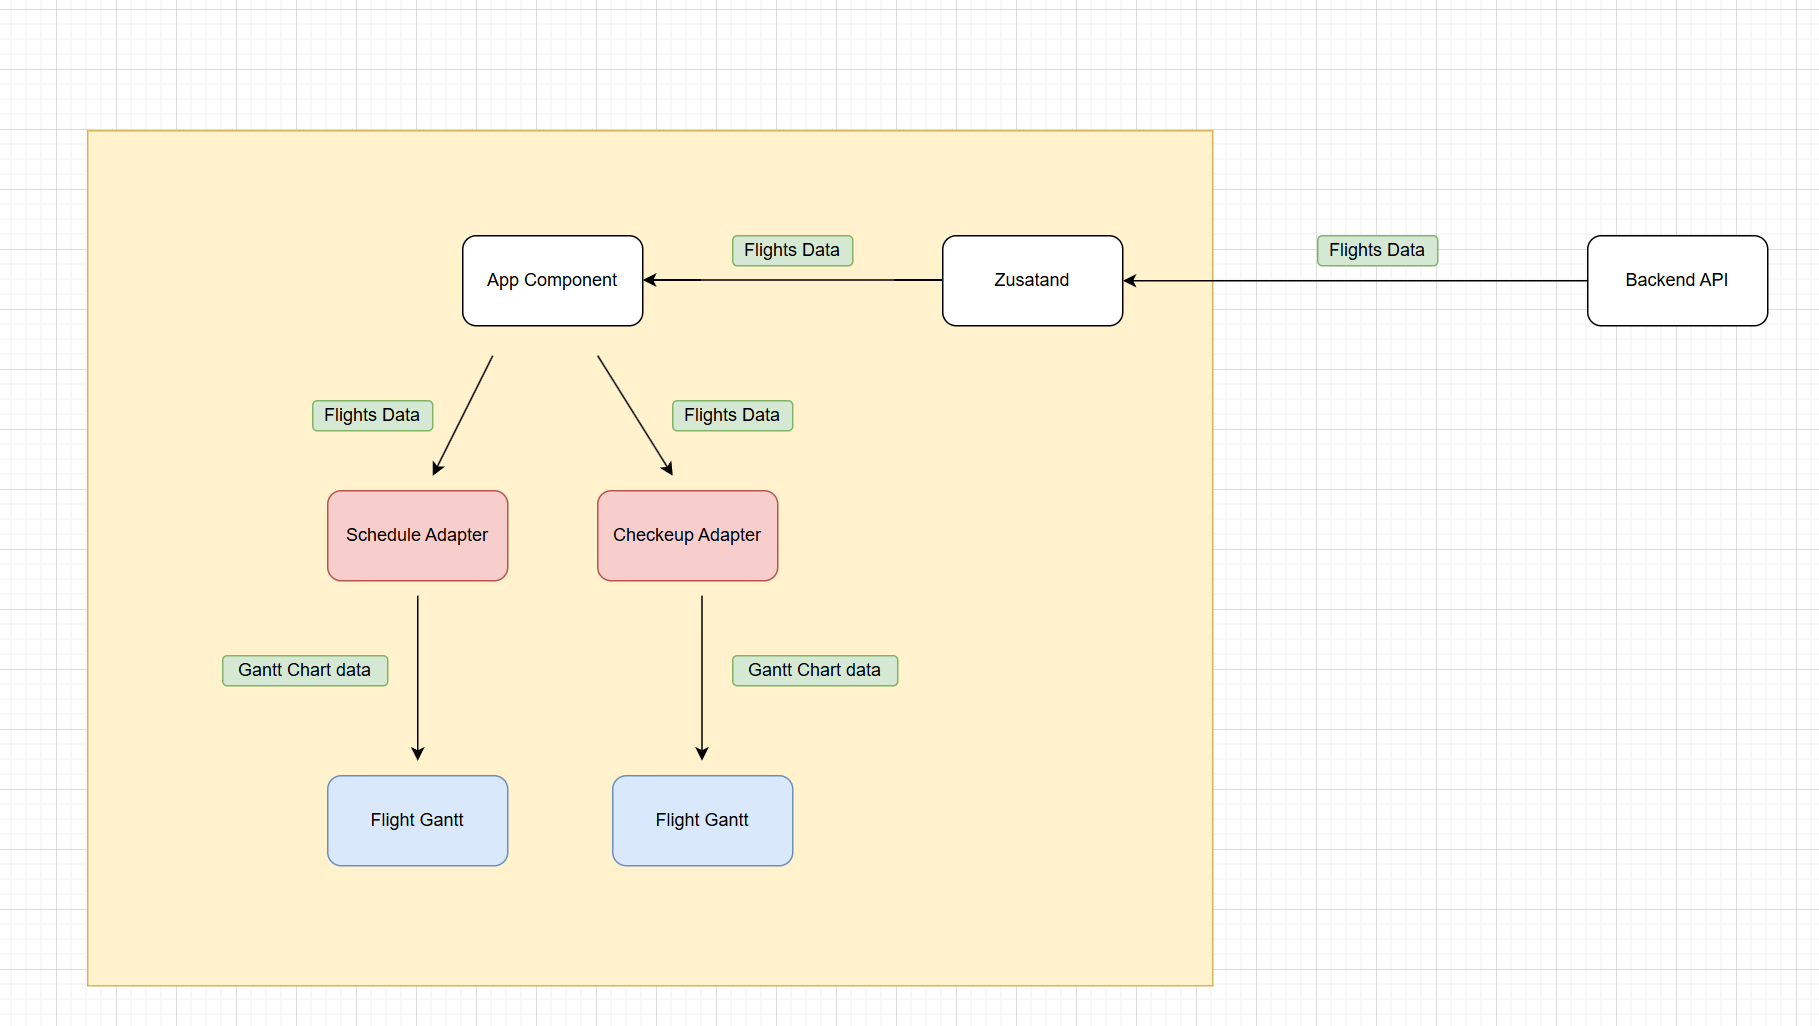 Flights Data
Flights Data
App Component
Zusatand
Backend API
Flights Data
Flights Data
Schedule Adapter
Checkeup Adapter
Gantt Chart data
Gantt Chart data
Flight Gantt
Flight Gantt